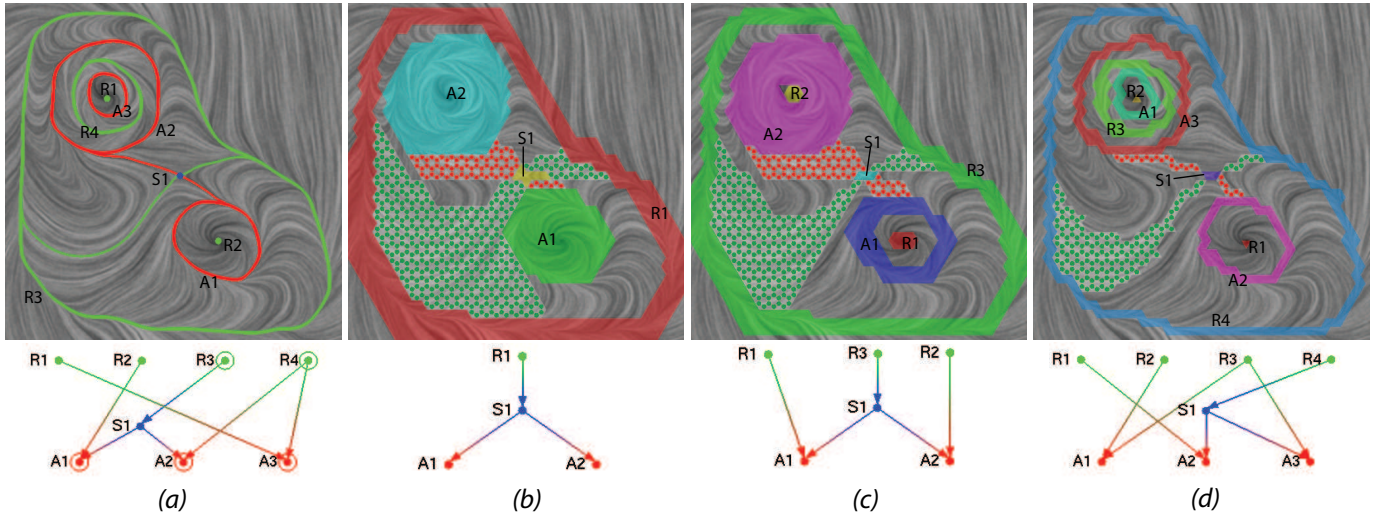 R1
A3
R4
A2
S1
R2
A1
R3
A2
S1
R1
A1
R2
A2
S1
R3
A1
R1
R2
A1
R3
A3
S1
R1
A2
R4
R1 R2 R3 R4
S1
A1 A2 A3
R1
S1
A1 A2
R1 R3 R2
S1
A1 A2
R1 R2 R3 R4
S1
A1 A2 A3
(a) (b) (c) (d)